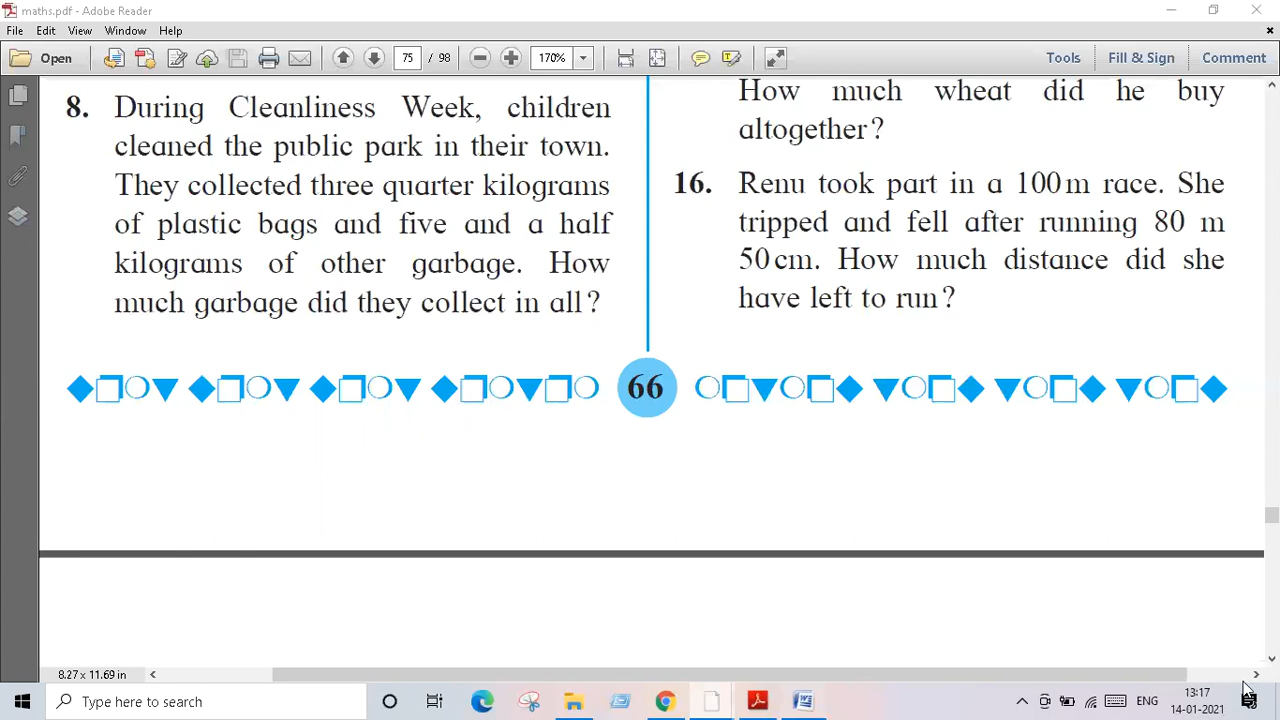 maths.pdf - Adobe Reader
File Edit View Window Help
Open 75 / 98 170% Tools Fill & Sign Comment
8. During Cleanliness Week, children
cleaned the public park in their town.
They collected three quarter kilograms
of plastic bags and five and a half
kilograms of other garbage. How
much garbage did they collect in all?
How much wheat did he buy
altogether?
16. Renu took part in a 100 m race. She
tripped and fell after running 80 m
50 cm. How much distance did she
have left to run?
66
8.27 x 11.69 in
Type here to search
ENG
13:17
14-01-2021